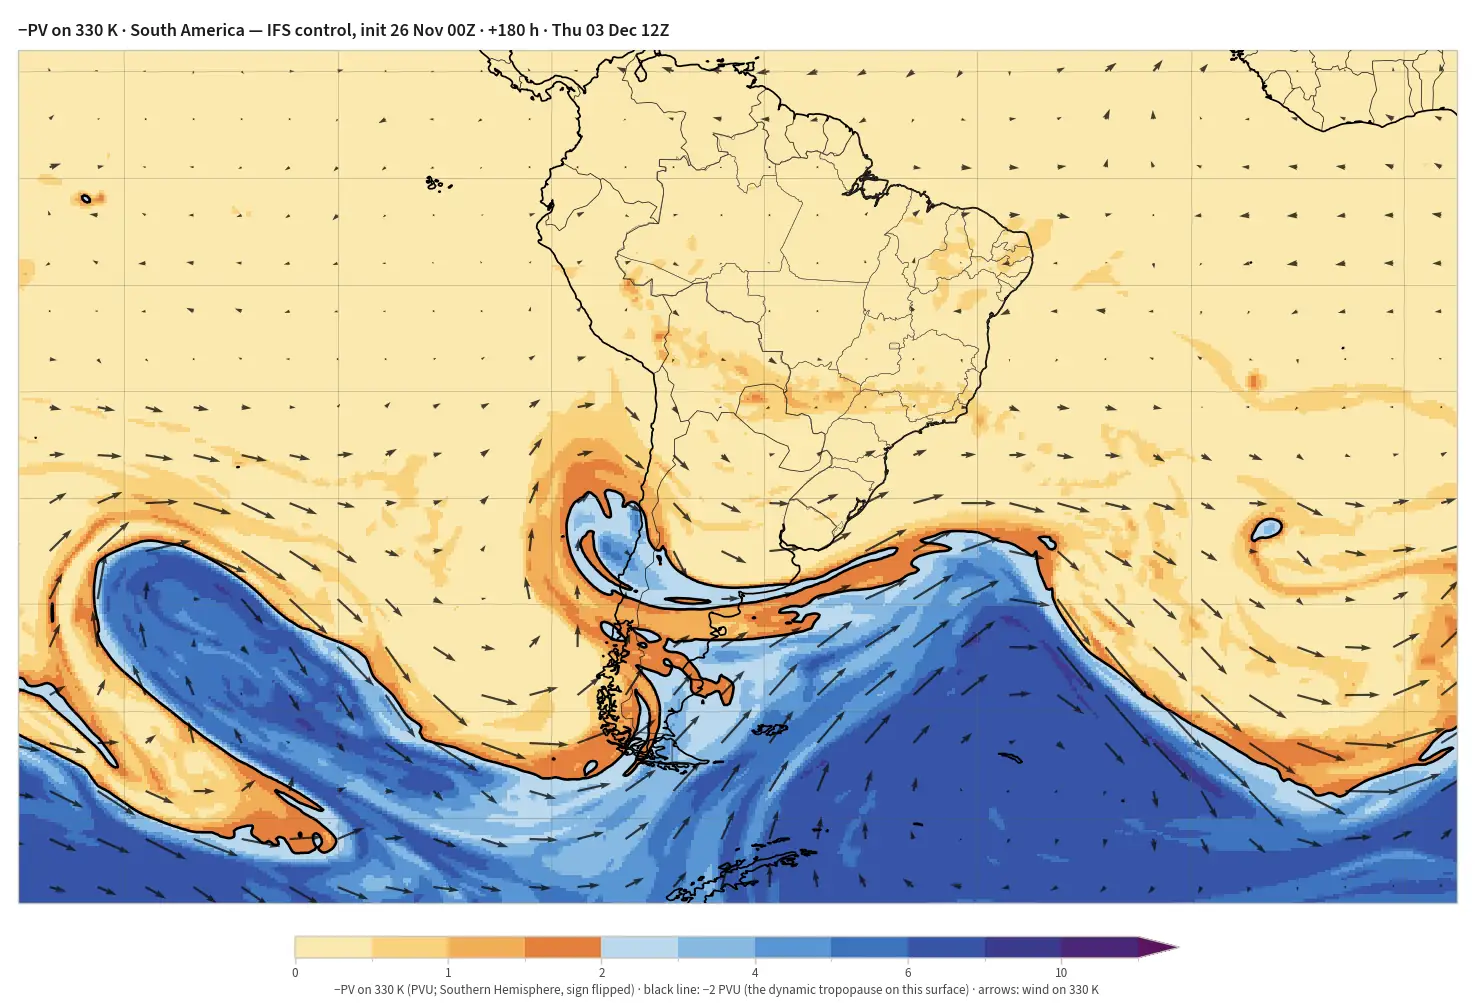 −PV on 330 K · South America — IFS control, init 26 Nov 00Z · +180 h · Thu 03 Dec 12Z
0 1 2 4 6 10
−PV on 330 K (PVU; Southern Hemisphere, sign flipped) · black line: −2 PVU (the dynamic tropopause on this surface) · arrows: wind on 330 K